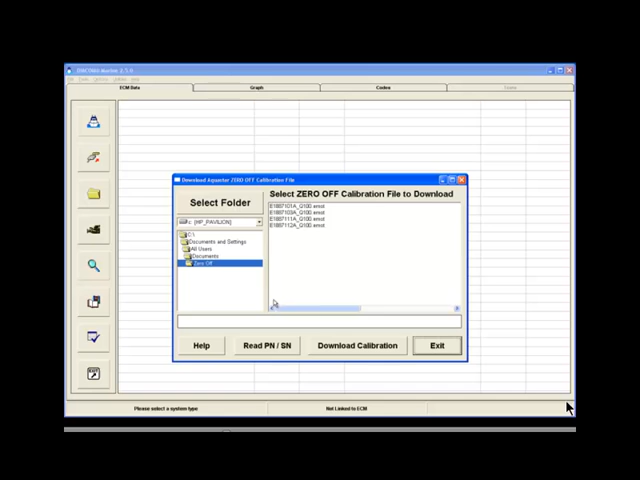 ECM Data
Graph
Codes
Download Aquastar ZERO OFF Calibration File
Select Folder
Select ZERO OFF Calibration File to Download
c: [HP_PAVILION]
C:\
Documents and Settings
All Users
Documents
Zero Off
Help
Read PN / SN
Download Calibration
Exit
Please select a system type
Not Linked to ECM